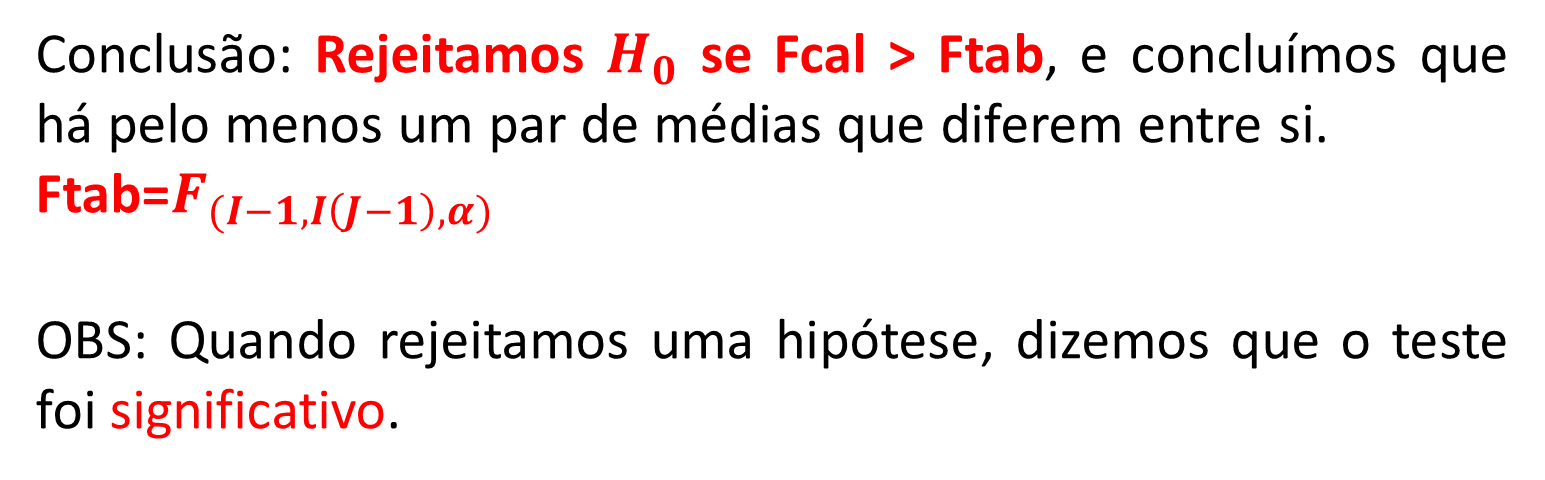 Conclusão: Rejeitamos H₀ se Fcal > Ftab, e concluímos que
há pelo menos um par de médias que diferem entre si.
Ftab=F₍I−1,I(J−1),α₎
OBS: Quando rejeitamos uma hipótese, dizemos que o teste
foi significativo.